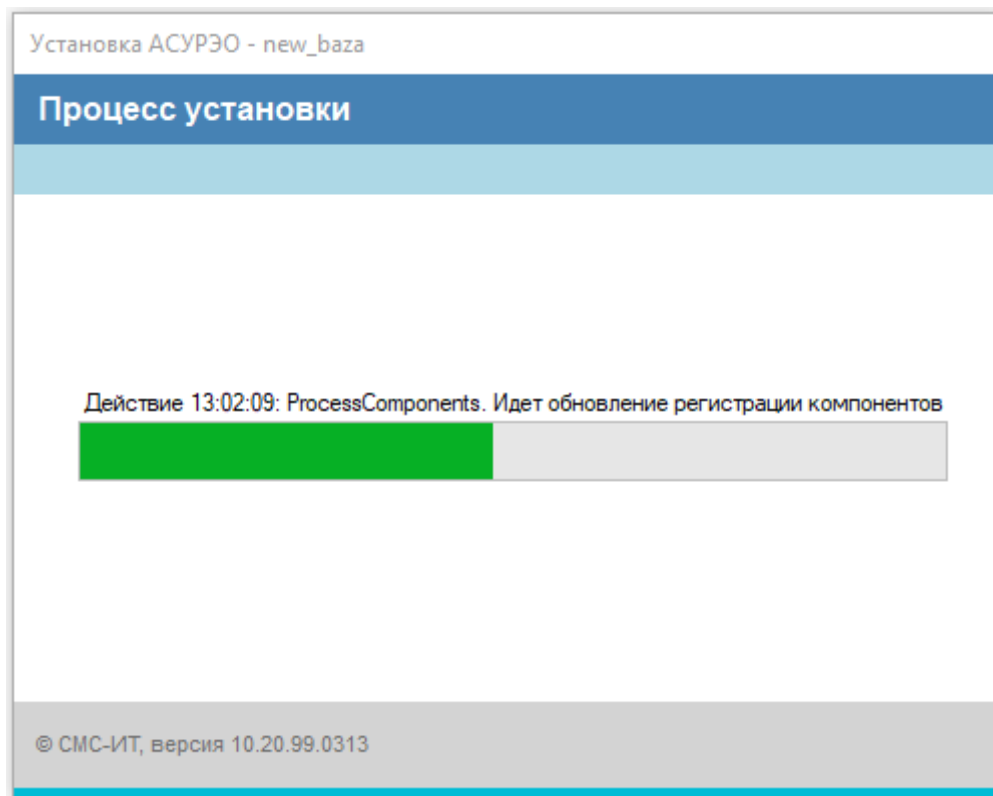 Установка АСУРЭО - new_baza
Процесс установки
Действие 13:02:09: ProcessComponents. Идет обновление регистрации компонентов
© СМС-ИТ, версия 10.20.99.0313